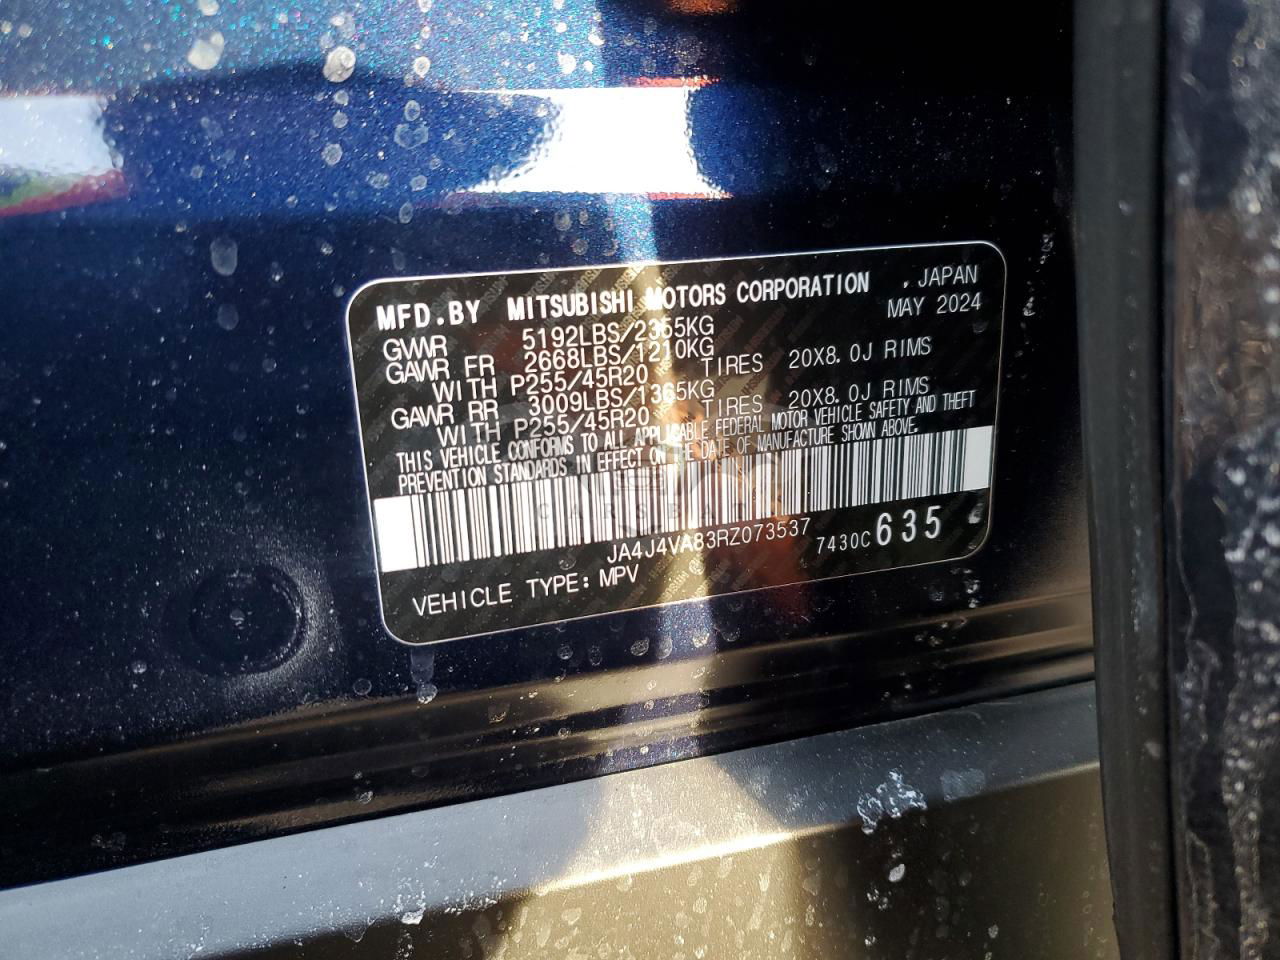 MFD.BY MITSUBISHI MOTORS CORPORATION , JAPAN
MAY 2024
GVWR 5192LBS/2355KG
GAWR FR 2668LBS/1210KG
WITH P255/45R20 TIRES 20X8.0J RIMS
GAWR RR 3009LBS/1365KG
WITH P255/45R20 TIRES 20X8.0J RIMS
THIS VEHICLE CONFORMS TO ALL APPLICABLE FEDERAL MOTOR VEHICLE SAFETY AND THEFT
PREVENTION STANDARDS IN EFFECT ON THE DATE OF MANUFACTURE SHOWN ABOVE.
JA4J4VA83RZ073537 7430C 635
VEHICLE TYPE: MPV